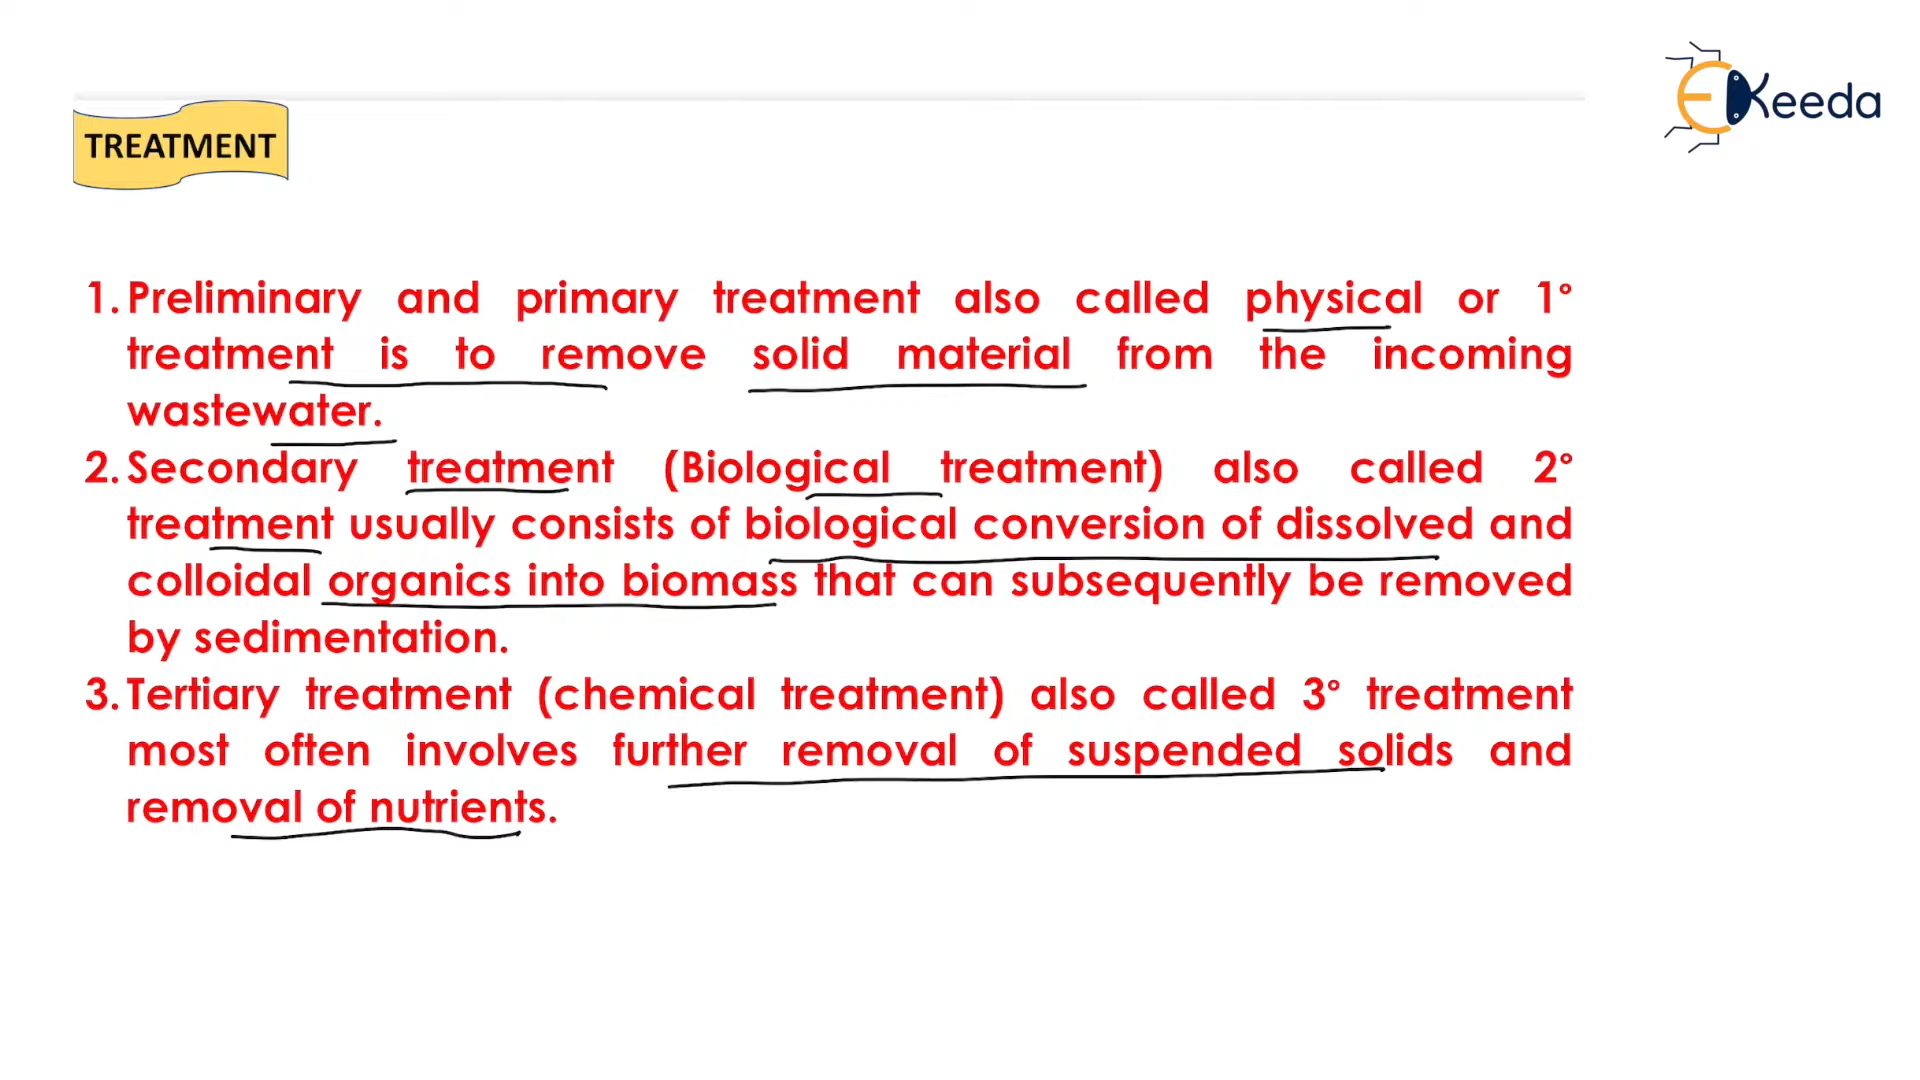 EKeeda
TREATMENT
1. Preliminary and primary treatment also called physical or 1°
treatment is to remove solid material from the incoming
wastewater.
2. Secondary treatment (Biological treatment) also called 2°
treatment usually consists of biological conversion of dissolved and
colloidal organics into biomass that can subsequently be removed
by sedimentation.
3. Tertiary treatment (chemical treatment) also called 3° treatment
most often involves further removal of suspended solids and
removal of nutrients.